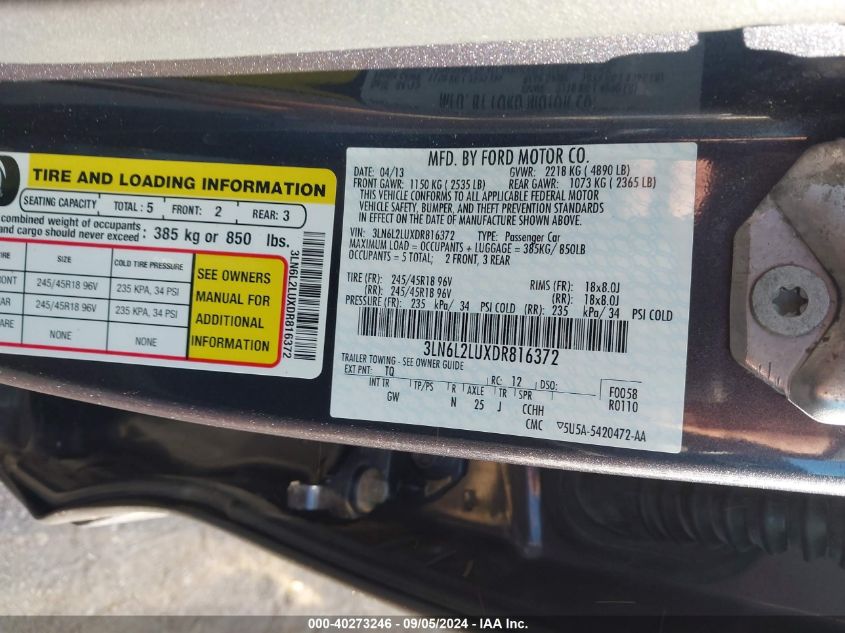 TIRE AND LOADING INFORMATION
SEATING CAPACITY TOTAL: 5 FRONT: 2 REAR: 3
combined weight of occupants
and cargo should never exceed: 385 kg or 850 lbs.
SIZE COLD TIRE PRESSURE
245/45R18 96V 235 KPA, 34 PSI
245/45R18 96V 235 KPA, 34 PSI
NONE NONE
SEE OWNERS
MANUAL FOR
ADDITIONAL
INFORMATION
3LN6L2LUXDR816372
MFD. BY FORD MOTOR CO.
DATE: 04/13 GVWR: 2218 KG ( 4890 LB)
FRONT GAWR: 1150 KG ( 2535 LB) REAR GAWR: 1073 KG ( 2365 LB)
THIS VEHICLE CONFORMS TO ALL APPLICABLE FEDERAL MOTOR
VEHICLE SAFETY, BUMPER, AND THEFT PREVENTION STANDARDS
IN EFFECT ON THE DATE OF MANUFACTURE SHOWN ABOVE.
VIN: 3LN6L2LUXDR816372 TYPE: Passenger Car
MAXIMUM LOAD = OCCUPANTS + LUGGAGE = 385KG/ 850LB
OCCUPANTS = 5 TOTAL; 2 FRONT, 3 REAR
TIRE (FR): 245/45R18 96V RIMS (FR): 18x8.0J
(RR): 245/45R18 96V (RR): 18x8.0J
PRESSURE (FR): 235 kPa/ 34 PSI COLD (RR): 235 kPa/ 34 PSI COLD
3LN6L2LUXDR816372
TRAILER TOWING - SEE OWNER GUIDE
EXT PNT: TQ RC: 12 DSO: F0058
INT TR TP/PS R AXLE TR SPR R0110
GW N 25 J CCHH
CMC ▽5U5A-5420472-AA
000-40273246 - 09/05/2024 - IAA Inc.